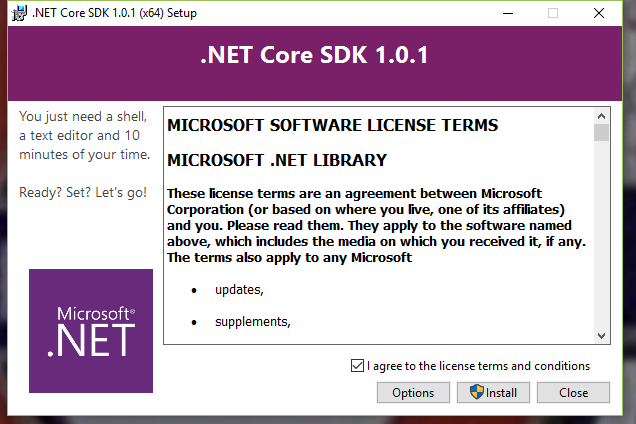 .NET Core SDK 1.0.1 (x64) Setup
.NET Core SDK 1.0.1
You just need a shell,
a text editor and 10
minutes of your time.
Ready? Set? Let's go!
Microsoft®
.NET
MICROSOFT SOFTWARE LICENSE TERMS
MICROSOFT .NET LIBRARY
These license terms are an agreement between Microsoft
Corporation (or based on where you live, one of its affiliates)
and you. Please read them. They apply to the software named
above, which includes the media on which you received it, if any.
The terms also apply to any Microsoft
• updates,
• supplements,
I agree to the license terms and conditions
Options
Install
Close